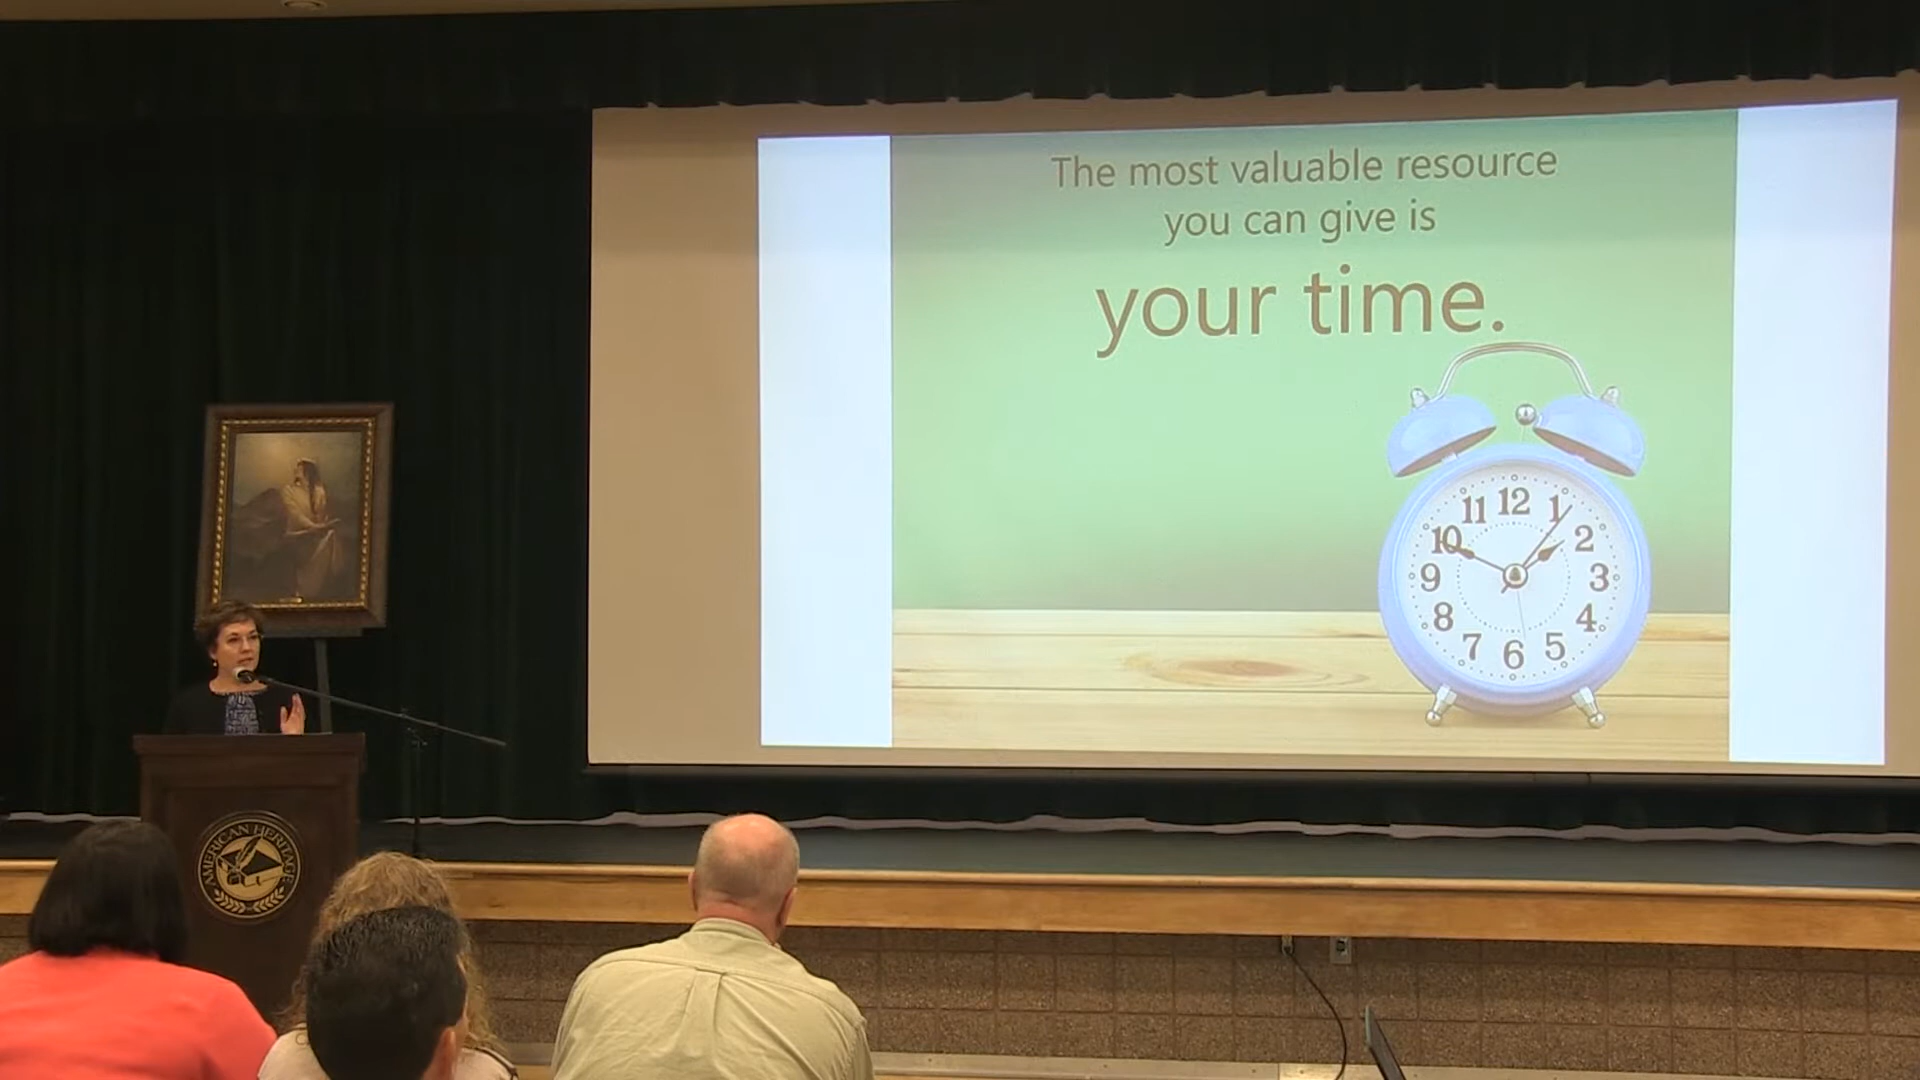 The most valuable resource
you can give is
your time.
11 12 1
10 2
9 3
8 4
7 6 5
AMERICAN HERITAGE